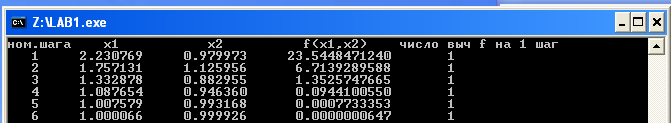 Z:\LAB1.exe
ном.шага x1 x2 f(x1,x2) число выч f на 1 шаг
1 2.230769 0.979973 23.5448471240 1
2 1.757131 1.125956 6.7139289588 1
3 1.332878 0.882955 1.3525747665 1
4 1.087654 0.946360 0.0944100550 1
5 1.007579 0.993168 0.0007733353 1
6 1.000066 0.999926 0.0000000647 1